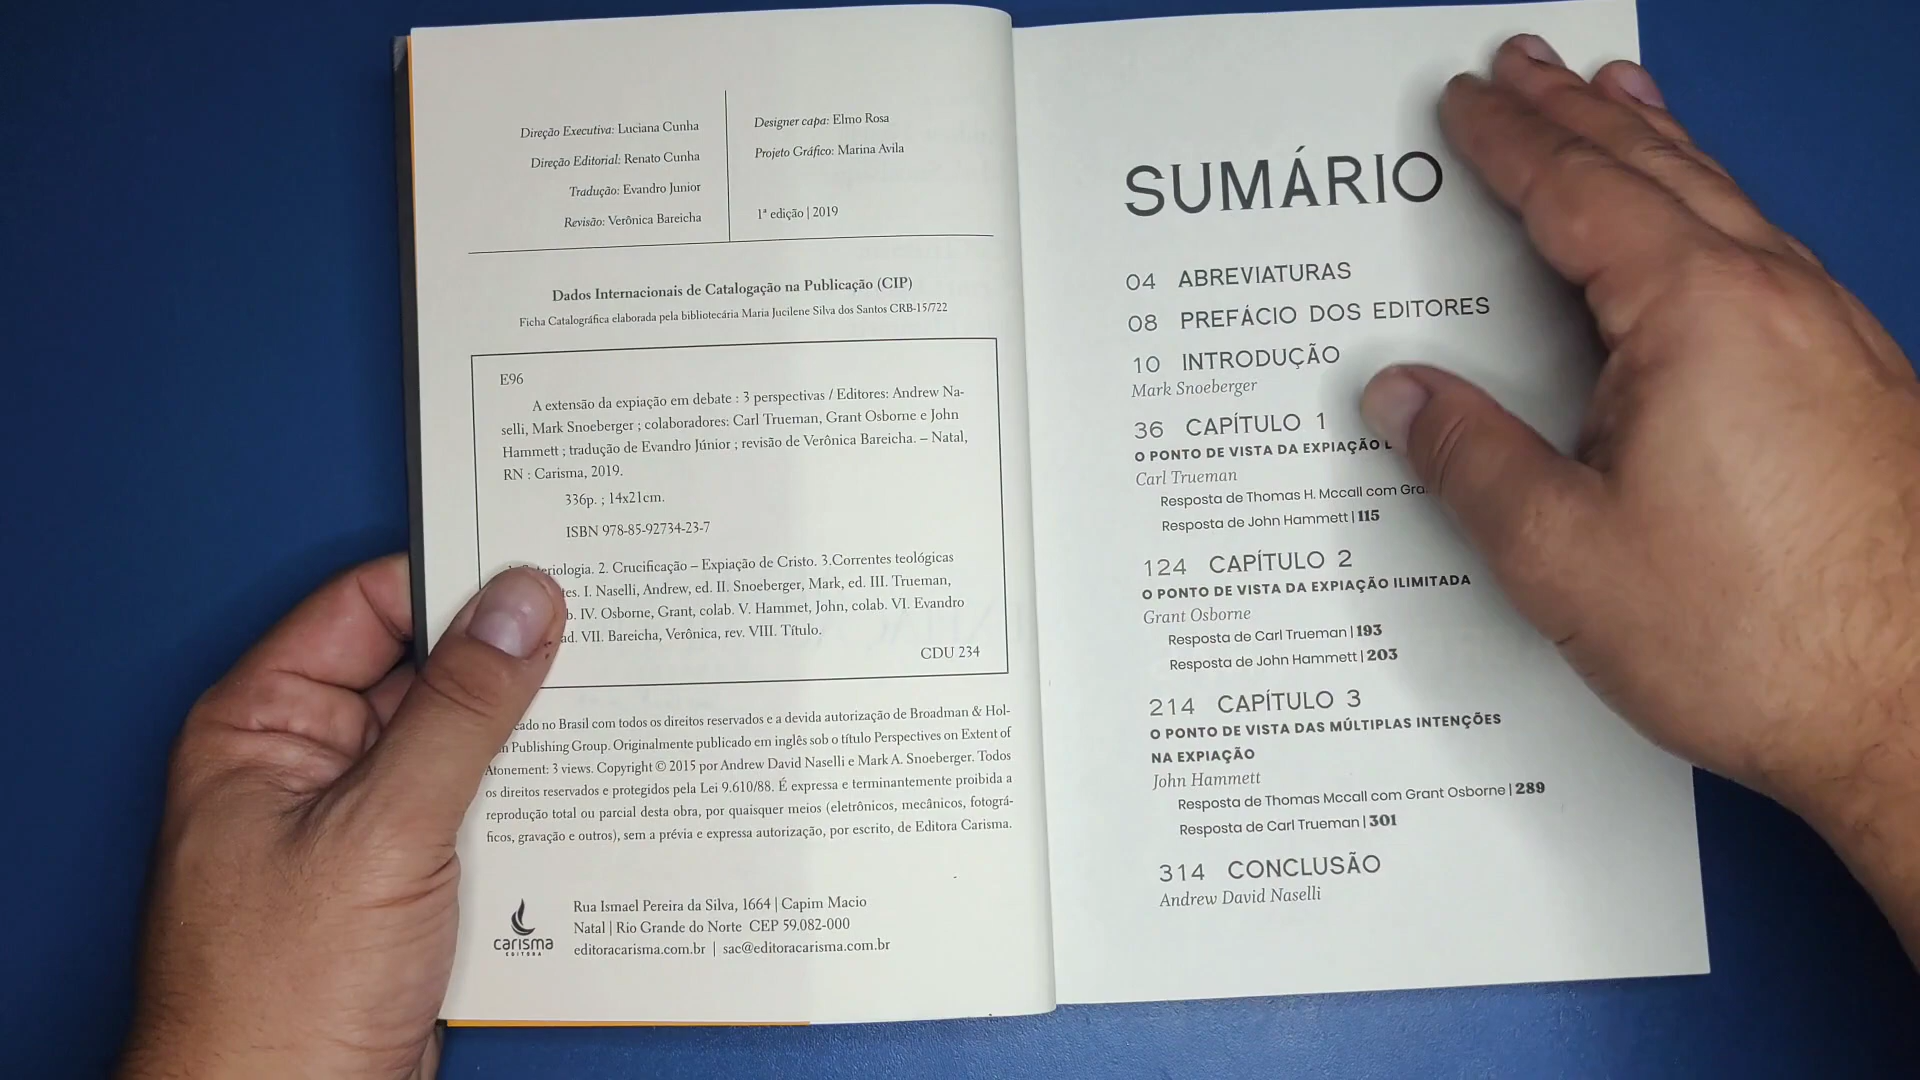 Direção Executiva: Luciana Cunha
Direção Editorial: Renato Cunha
Tradução: Evandro Junior
Revisão: Verônica Bareicha
Designer capa: Elmo Rosa
Projeto Gráfico: Marina Avila
1ª edição | 2019
Dados Internacionais de Catalogação na Publicação (CIP)
Ficha Catalográfica elaborada pela bibliotecária Maria Jucilene Silva dos Santos CRB-15/722
E96
A extensão da expiação em debate : 3 perspectivas / Editores: Andrew Na-
selli, Mark Snoeberger ; colaboradores: Carl Trueman, Grant Osborne e John
Hammett ; tradução de Evandro Júnior ; revisão de Verônica Bareicha. – Natal,
RN : Carisma, 2019.
336p. ; 14x21cm.
ISBN 978-85-92734-23-7
2. Crucificação – Expiação de Cristo. 3.Correntes teológicas
I. Naselli, Andrew, ed. II. Snoeberger, Mark, ed. III. Trueman,
IV. Osborne, Grant, colab. V. Hammet, John, colab. VI. Evandro
VII. Bareicha, Verônica, rev. VIII. Título.
CDU 234
no Brasil com todos os direitos reservados e a devida autorização de Broadman & Hol-
Publishing Group. Originalmente publicado em inglês sob o título Perspectives on Extent of
Atonement: 3 views. Copyright © 2015 por Andrew David Naselli e Mark A. Snoeberger. Todos
os direitos reservados e protegidos pela Lei 9.610/88. É expressa e terminantemente proibida a
reprodução total ou parcial desta obra, por quaisquer meios (eletrônicos, mecânicos, fotográ-
ficos, gravação e outros), sem a prévia e expressa autorização, por escrito, de Editora Carisma.
carisma
EDITORA
Rua Ismael Pereira da Silva, 1664 | Capim Macio
Natal | Rio Grande do Norte CEP 59.082-000
editoracarisma.com.br | sac@editoracarisma.com.br
SUMÁRIO
04 ABREVIATURAS
08 PREFÁCIO DOS EDITORES
10 INTRODUÇÃO
Mark Snoeberger
36 CAPÍTULO 1
O PONTO DE VISTA DA EXPIAÇÃO
Carl Trueman
Resposta de Thomas H. Mccall com
Resposta de John Hammett | 115
124 CAPÍTULO 2
O PONTO DE VISTA DA EXPIAÇÃO ILIMITADA
Grant Osborne
Resposta de Carl Trueman | 193
Resposta de John Hammett | 203
214 CAPÍTULO 3
O PONTO DE VISTA DAS MÚLTIPLAS INTENÇÕES
NA EXPIAÇÃO
John Hammett
Resposta de Thomas Mccall com Grant Osborne | 289
Resposta de Carl Trueman | 301
314 CONCLUSÃO
Andrew David Naselli